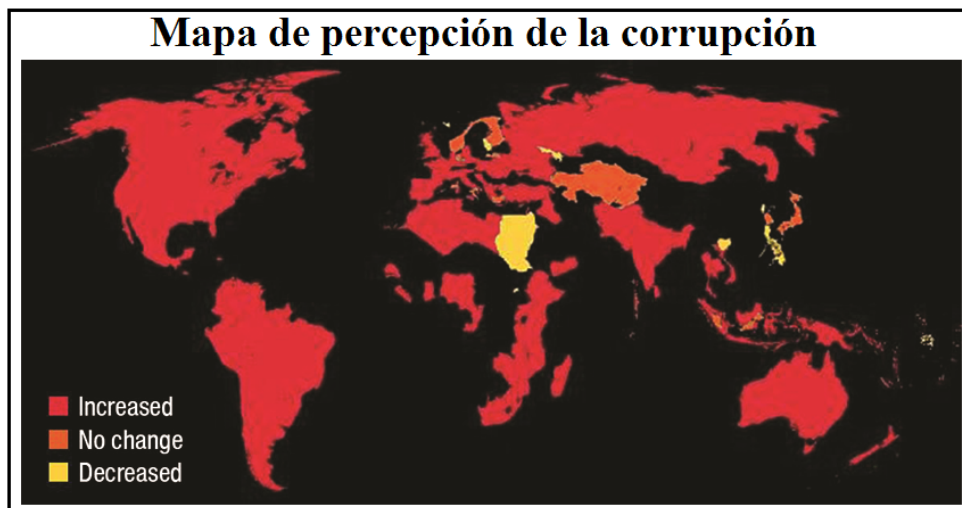 Mapa de percepción de la corrupción
Increased
No change
Decreased